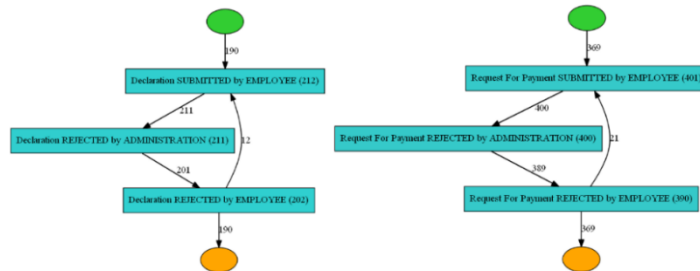 190
Declaration SUBMITTED by EMPLOYEE (212)
211
Declaration REJECTED by ADMINISTRATION (211)
12
201
Declaration REJECTED by EMPLOYEE (202)
190
369
Request For Payment SUBMITTED by EMPLOYEE (401)
400
Request For Payment REJECTED by ADMINISTRATION (400)
21
389
Request For Payment REJECTED by EMPLOYEE (390)
369